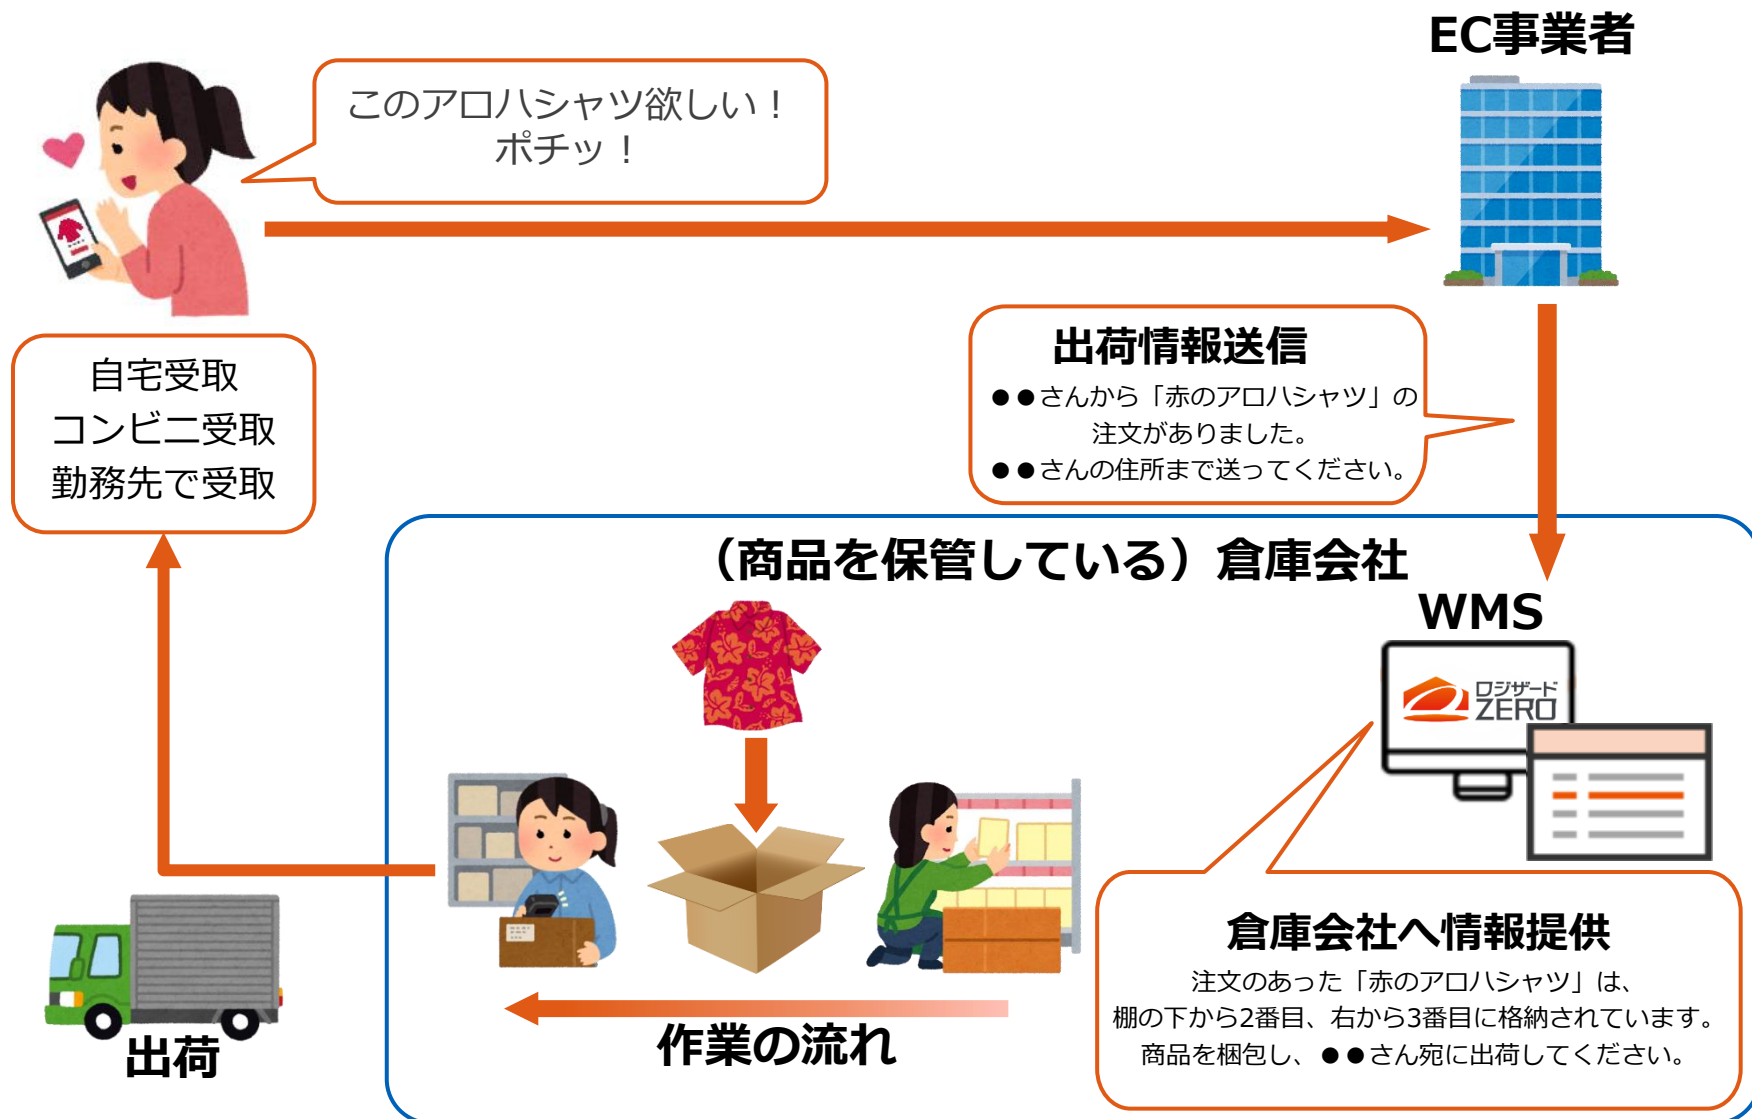 EC事業者
このアロハシャツ欲しい！
ポチッ！
出荷情報送信
●●さんから「赤のアロハシャツ」の
注文がありました。
●●さんの住所まで送ってください。
自宅受取
コンビニ受取
勤務先で受取
（商品を保管している）倉庫会社
WMS
ロジザード
ZERO
倉庫会社へ情報提供
注文のあった「赤のアロハシャツ」は、
棚の下から2番目、右から3番目に格納されています。
商品を梱包し、●●さん宛に出荷してください。
作業の流れ
出荷